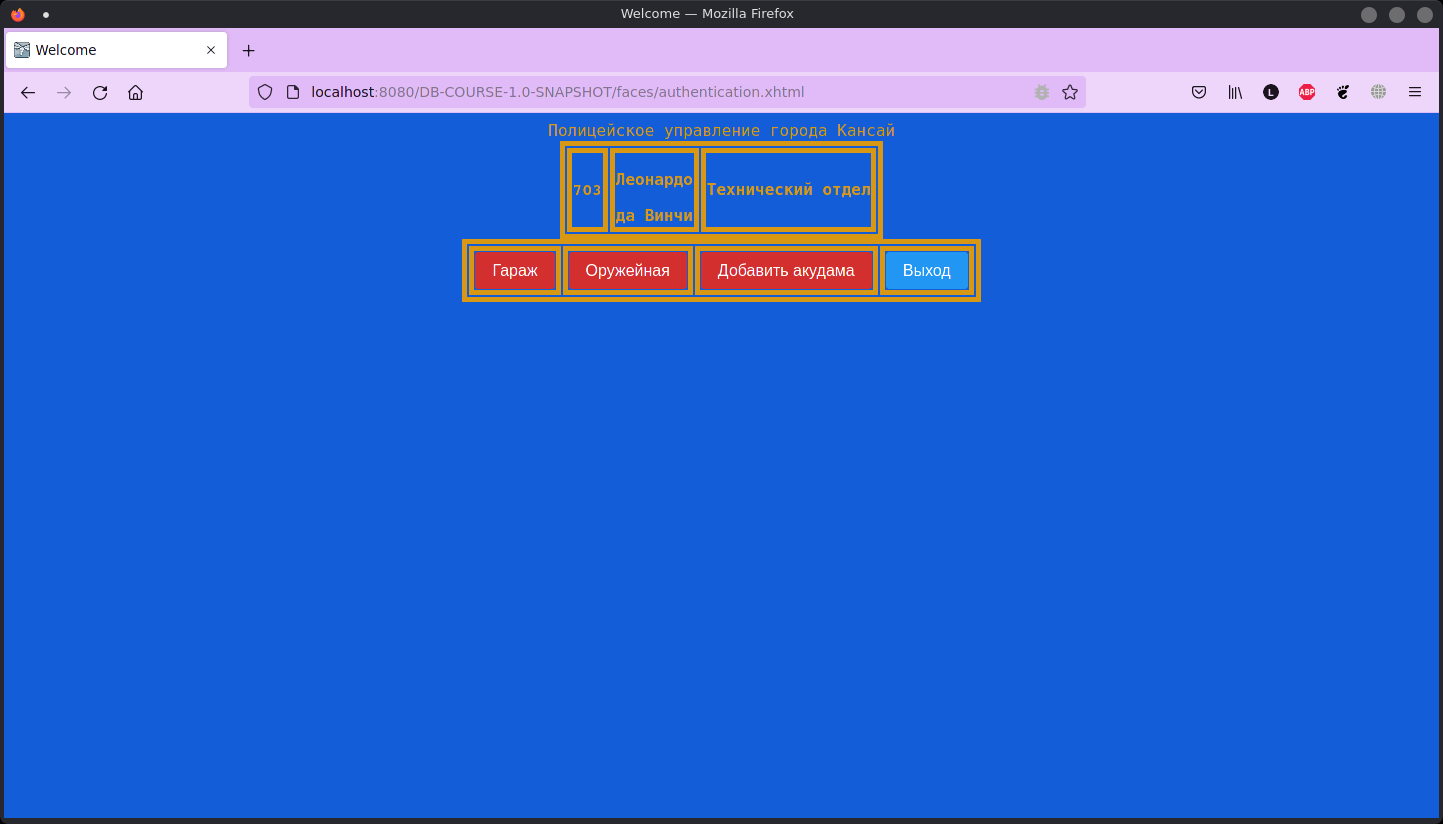 Welcome — Mozilla Firefox
Welcome
localhost:8080/DB-COURSE-1.0-SNAPSHOT/faces/authentication.xhtml
L
ABP
Полицейское управление города Кансай
703
Леонардо
да Винчи
Технический отдел
Гараж
Оружейная
Добавить акудама
Выход